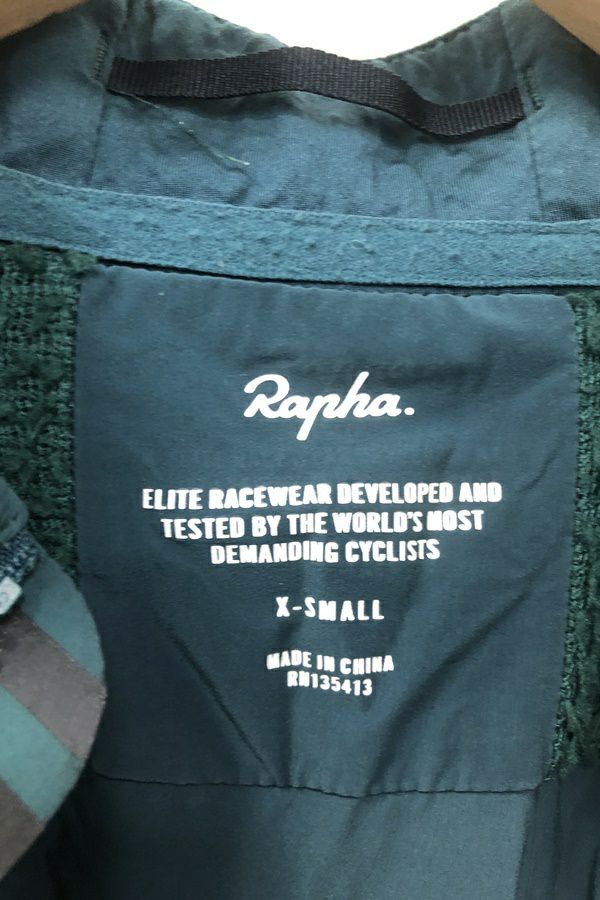 Rapha.
ELITE RACEWEAR DEVELOPED AND
TESTED BY THE WORLD'S MOST
DEMANDING CYCLISTS
X-SMALL
MADE IN CHINA
RN135413